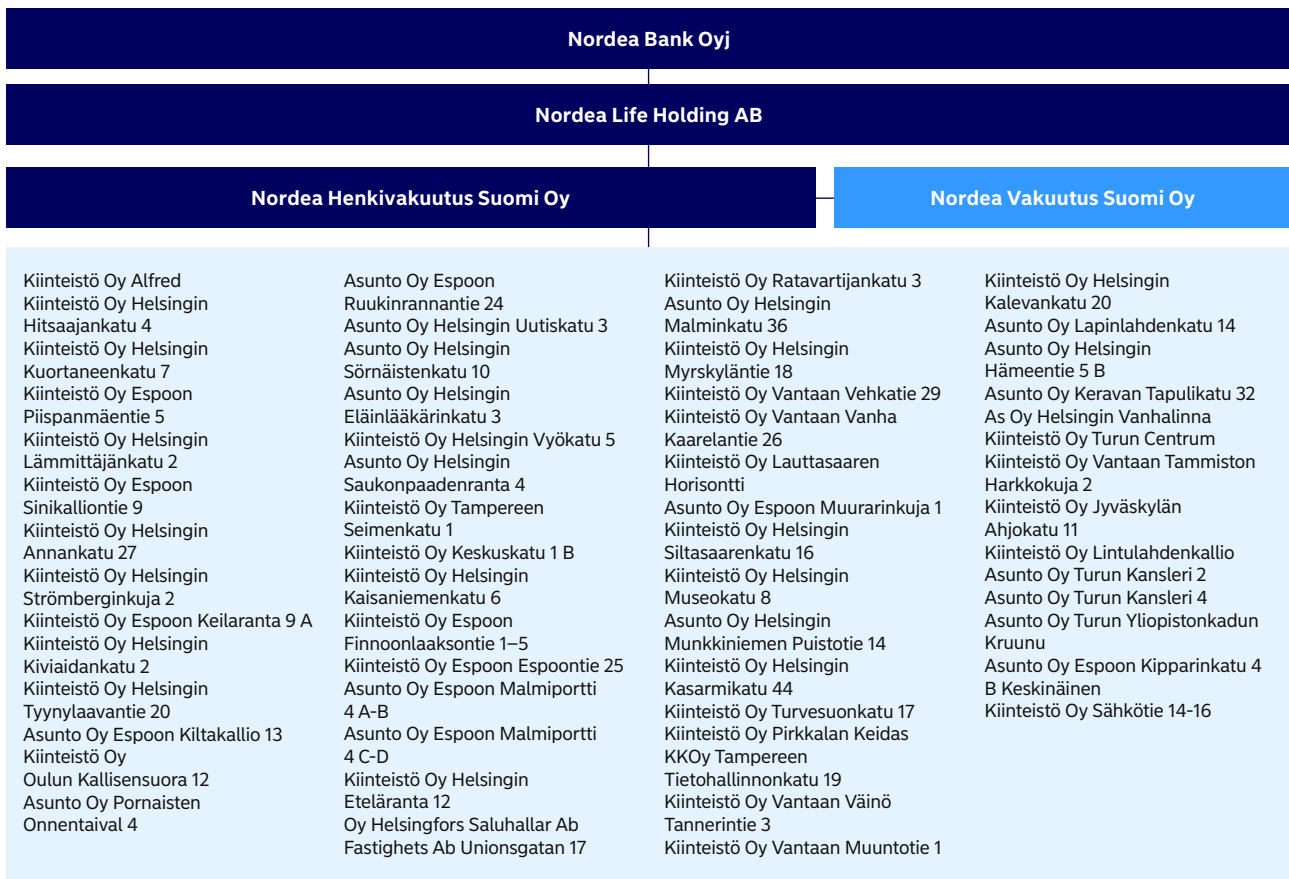 Nordea Bank Oyj
Nordea Life Holding AB
Nordea Henkivakuutus Suomi Oy
Nordea Vakuutus Suomi Oy
Kiinteistö Oy Alfred
Kiinteistö Oy Helsingin
Hitsaajankatu 4
Kiinteistö Oy Helsingin
Kuortaneenkatu 7
Kiinteistö Oy Espoon
Piispanmäentie 5
Kiinteistö Oy Helsingin
Lämmittäjänkatu 2
Kiinteistö Oy Espoon
Sinikalliontie 9
Kiinteistö Oy Helsingin
Annankatu 27
Kiinteistö Oy Helsingin
Strömberginkuja 2
Kiinteistö Oy Espoon Keilaranta 9 A
Kiinteistö Oy Helsingin
Kiviaidankatu 2
Kiinteistö Oy Helsingin
Tyynylaavantie 20
Asunto Oy Espoon Kiltakallio 13
Kiinteistö Oy
Oulun Kallisensuora 12
Asunto Oy Pornaisten
Onnentaival 4
Asunto Oy Espoon
Ruukinrannantie 24
Asunto Oy Helsingin Uutiskatu 3
Asunto Oy Helsingin
Sörnäistenkatu 10
Asunto Oy Helsingin
Eläinlääkärinkatu 3
Kiinteistö Oy Helsingin Vyökatu 5
Asunto Oy Helsingin
Saukonpaadenranta 4
Kiinteistö Oy Tampereen
Seimenkatu 1
Kiinteistö Oy Keskuskatu 1 B
Kiinteistö Oy Helsingin
Kaisaniemenkatu 6
Kiinteistö Oy Espoon
Finnoonlaaksontie 1–5
Kiinteistö Oy Espoon Espoontie 25
Asunto Oy Espoon Malmiportti
4 A-B
Asunto Oy Espoon Malmiportti
4 C-D
Kiinteistö Oy Helsingin
Eteläranta 12
Oy Helsingfors Saluhallar Ab
Fastighets Ab Unionsgatan 17
Kiinteistö Oy Ratavartijankatu 3
Asunto Oy Helsingin
Malminkatu 36
Kiinteistö Oy Helsingin
Myrskyläntie 18
Kiinteistö Oy Vantaan Vehkatie 29
Kiinteistö Oy Vantaan Vanha
Kaarelantie 26
Kiinteistö Oy Lauttasaaren
Horisontti
Asunto Oy Espoon Muurarinkuja 1
Kiinteistö Oy Helsingin
Siltasaarenkatu 16
Kiinteistö Oy Helsingin
Museokatu 8
Asunto Oy Helsingin
Munkkiniemen Puistotie 14
Kiinteistö Oy Helsingin
Kasarmikatu 44
Kiinteistö Oy Turvesuonkatu 17
Kiinteistö Oy Pirkkalan Keidas
KKOy Tampereen
Tietohallinnonkatu 19
Kiinteistö Oy Vantaan Väinö
Tannerintie 3
Kiinteistö Oy Vantaan Muuntotie 1
Kiinteistö Oy Helsingin
Kalevankatu 20
Asunto Oy Lapinlahdenkatu 14
Asunto Oy Helsingin
Hämeentie 5 B
Asunto Oy Keravan Tapulikatu 32
As Oy Helsingin Vanhalinna
Kiinteistö Oy Turun Centrum
Kiinteistö Oy Vantaan Tammiston
Harkkokuja 2
Kiinteistö Oy Jyväskylän
Ahjokatu 11
Kiinteistö Oy Lintulahdenkallio
Asunto Oy Turun Kansleri 2
Asunto Oy Turun Kansleri 4
Asunto Oy Turun Yliopistonkadun
Kruunu
Asunto Oy Espoon Kipparinkatu 4
B Keskinäinen
Kiinteistö Oy Sähkötie 14-16